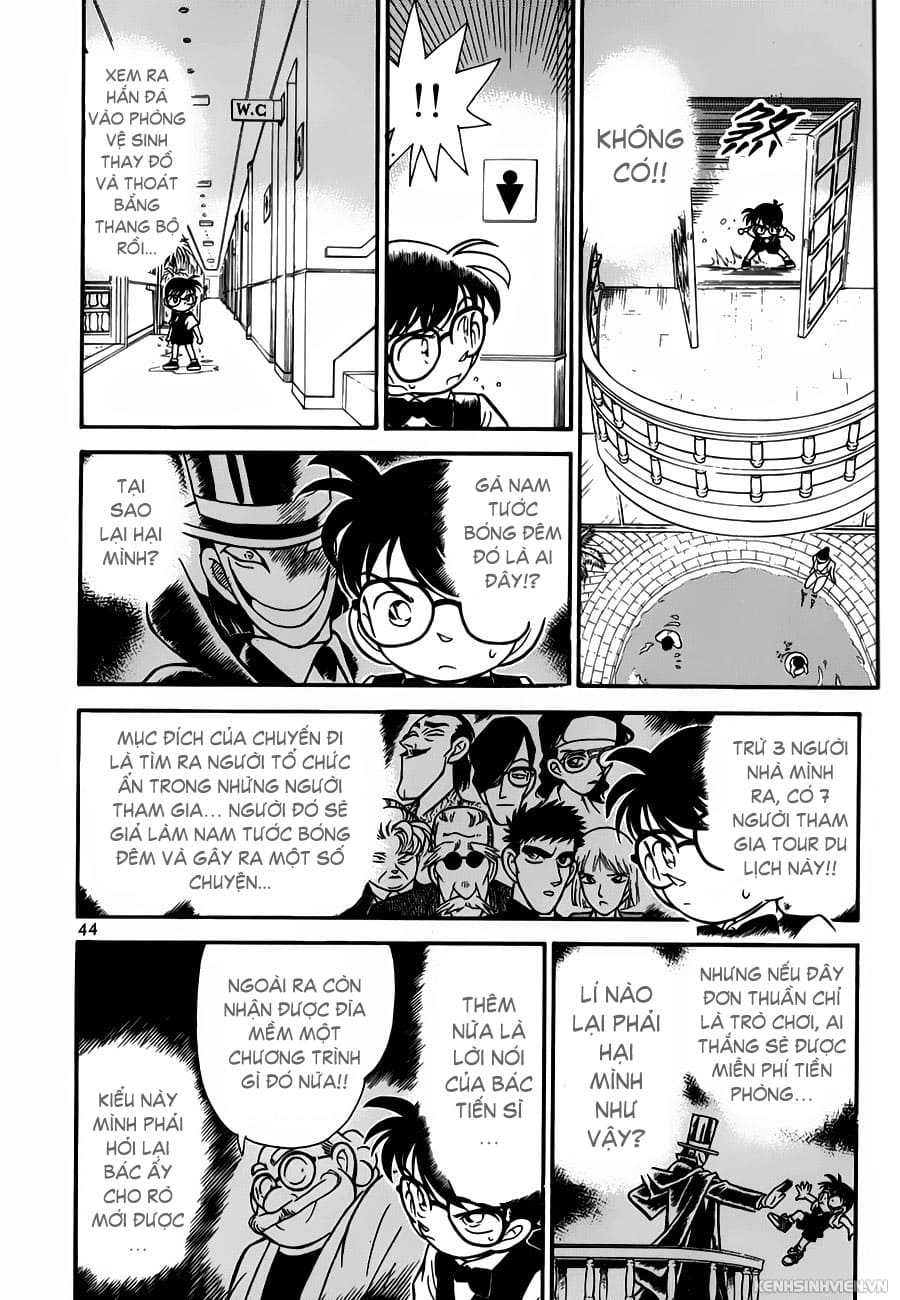 KHÔNG
CÓ!!
!!
W.C
XEM RA
HẮN ĐÃ
VÀO PHÒNG
VỆ SINH
THAY ĐỒ
VÀ THOÁT
BẰNG
THANG BỘ
RỒI...
GÃ NAM
TƯỚC
BÓNG ĐÊM
ĐÓ LÀ AI
ĐÂY!?
TẠI
SAO
LẠI HẠI
MÌNH?
TRỪ 3 NGƯỜI
NHÀ MÌNH
RA, CÓ 7
NGƯỜI THAM
GIA TOUR DU
LỊCH NÀY!!
MỤC ĐÍCH CỦA CHUYẾN ĐI
LÀ TÌM RA NGƯỜI TỔ CHỨC
ẨN TRONG NHỮNG NGƯỜI
THAM GIA... NGƯỜI ĐÓ SẼ
GIẢ LÀM NAM TƯỚC BÓNG
ĐÊM VÀ GÂY RA MỘT SỐ
CHUYỆN...
44
NHƯNG NẾU ĐÂY
ĐƠN THUẦN CHỈ
LÀ TRÒ CHƠI, AI
THẮNG SẼ ĐƯỢC
MIỄN PHÍ TIỀN
PHÒNG...
LÍ NÀO
LẠI PHẢI
HẠI
MÌNH
NHƯ
VẬY?
THÊM
NỮA LÀ
LỜI NÓI
CỦA BÁC
TIẾN SĨ
...
NGOÀI RA CÒN
NHẬN ĐƯỢC ĐĨA
MỀM MỘT
CHƯƠNG TRÌNH
GÌ ĐÓ NỮA!!
KIỂU NÀY
MÌNH PHẢI
HỎI LẠI
BÁC ẤY
CHO RÕ
MỚI ĐƯỢC
...
KENHSINHVIEN.VN